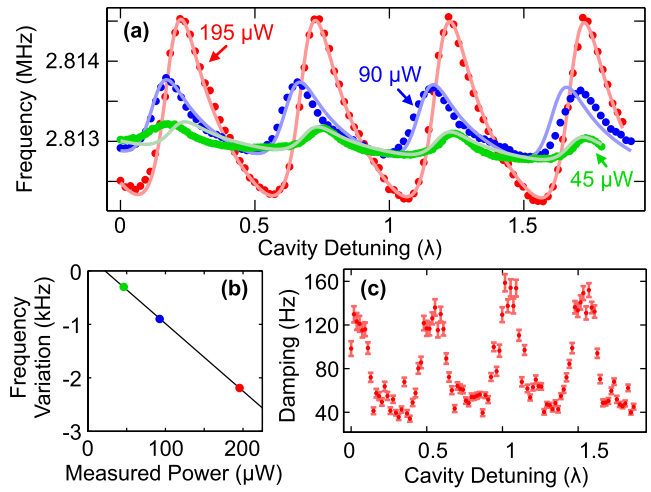 (a)
195 µW
90 µW
45 µW
Frequency (MHz)
2.814
2.813
0
0.5
1
1.5
Cavity Detuning (λ)
(b)
Frequency
Variation (kHz)
0
-1
-2
-3
0
100
200
Measured Power (µW)
(c)
Damping (Hz)
160
120
80
40
0
0.5
1
1.5
Cavity Detuning (λ)